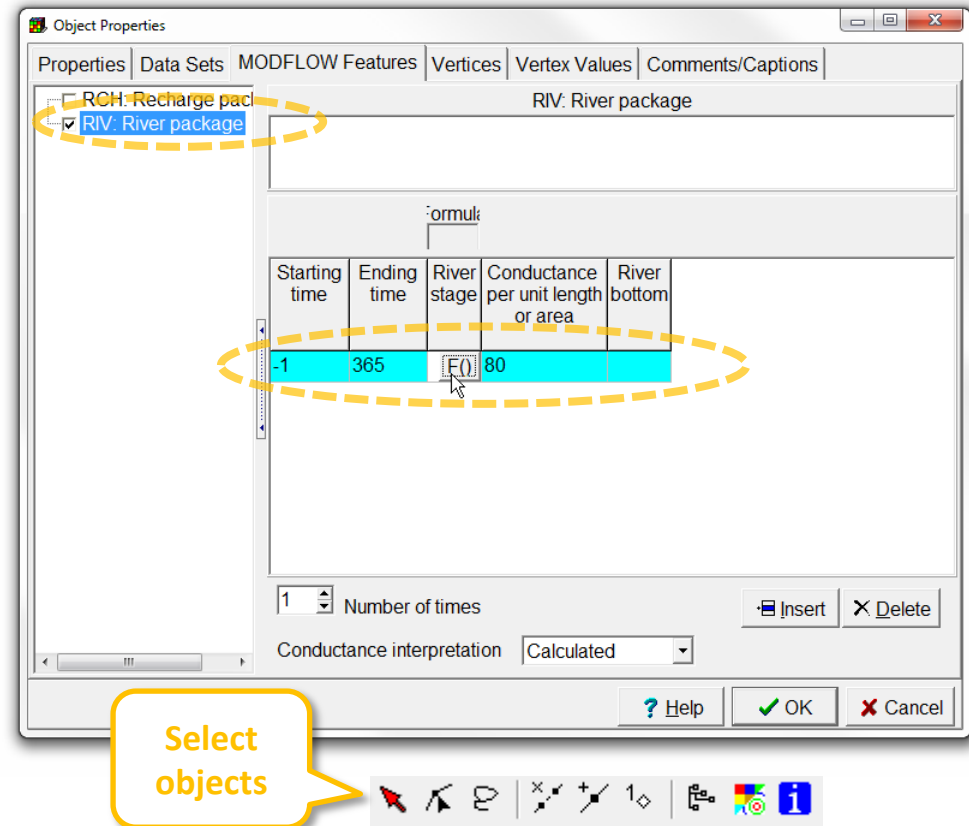 Object Properties
Properties Data Sets MODFLOW Features Vertices Vertex Values Comments/Captions
RCH: Recharge pac
RIV: River package
RIV: River package
Formula
Starting time Ending time River stage Conductance per unit length or area River bottom
-1 365 F() 80
1 Number of times
Insert Delete
Conductance interpretation Calculated
? Help OK Cancel
Select
objects
1
i